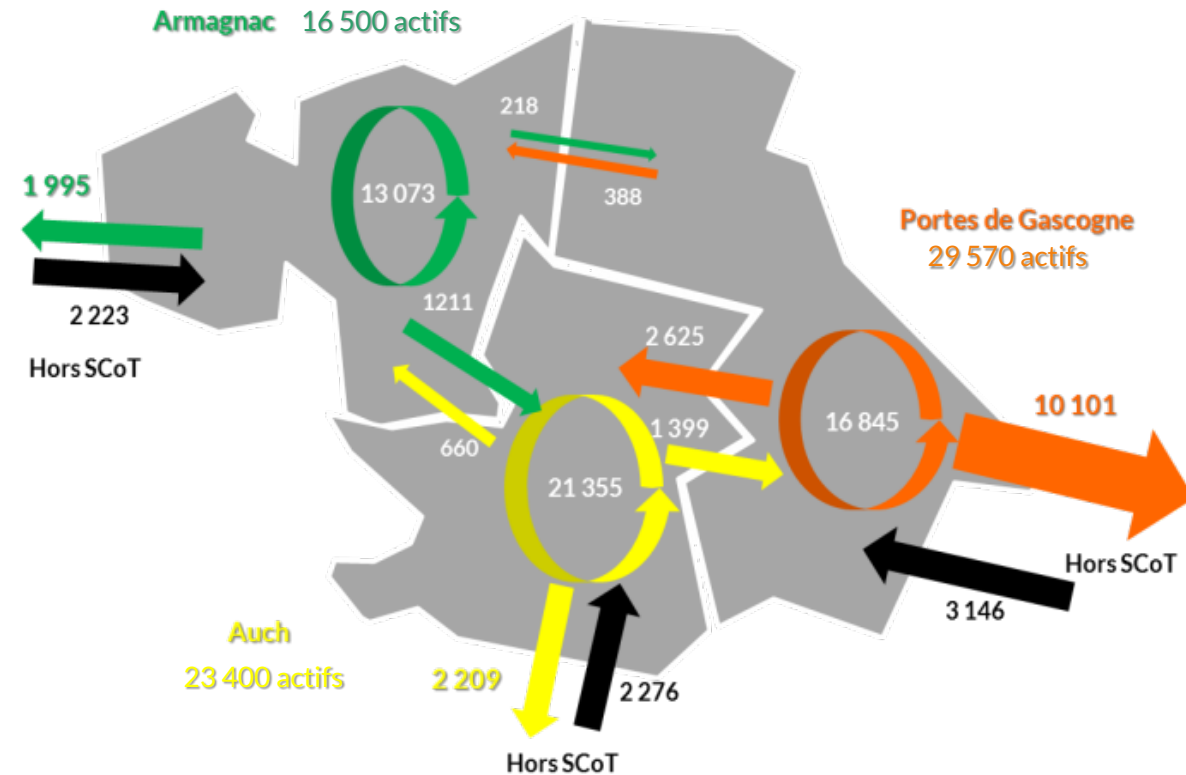 Armagnac 16 500 actifs
218
13 073
388
1 995
Portes de Gascogne
29 570 actifs
1211
2 223
2 625
Hors SCoT
10 101
1 399
16 845
660
21 355
Hors SCoT
3 146
Auch
23 400 actifs
2 209
2 276
Hors SCoT